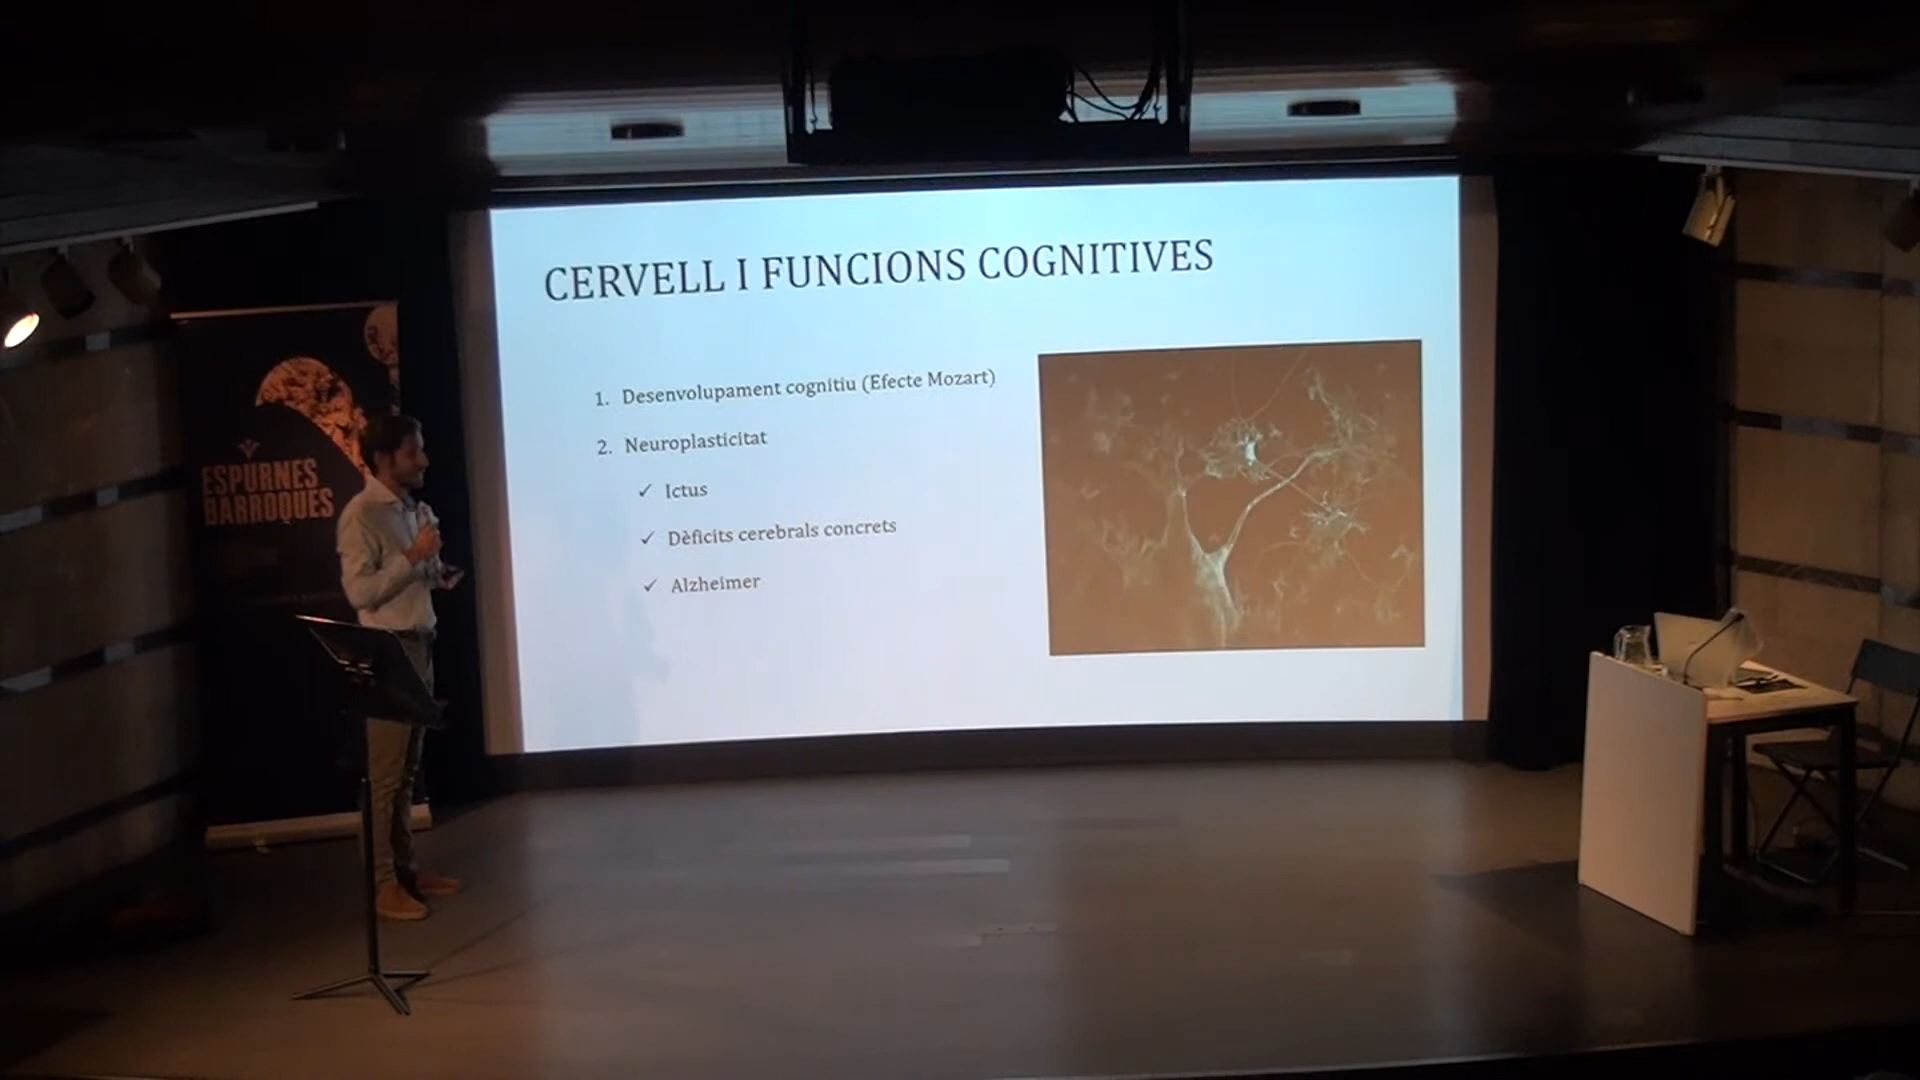 CERVELL I FUNCIONS COGNITIVES
1. Desenvolupament cognitiu (Efecte Mozart)
2. Neuroplasticitat
✓ Ictus
✓ Dèficits cerebrals concrets
✓ Alzheimer
ESPURNES
BARROQUES